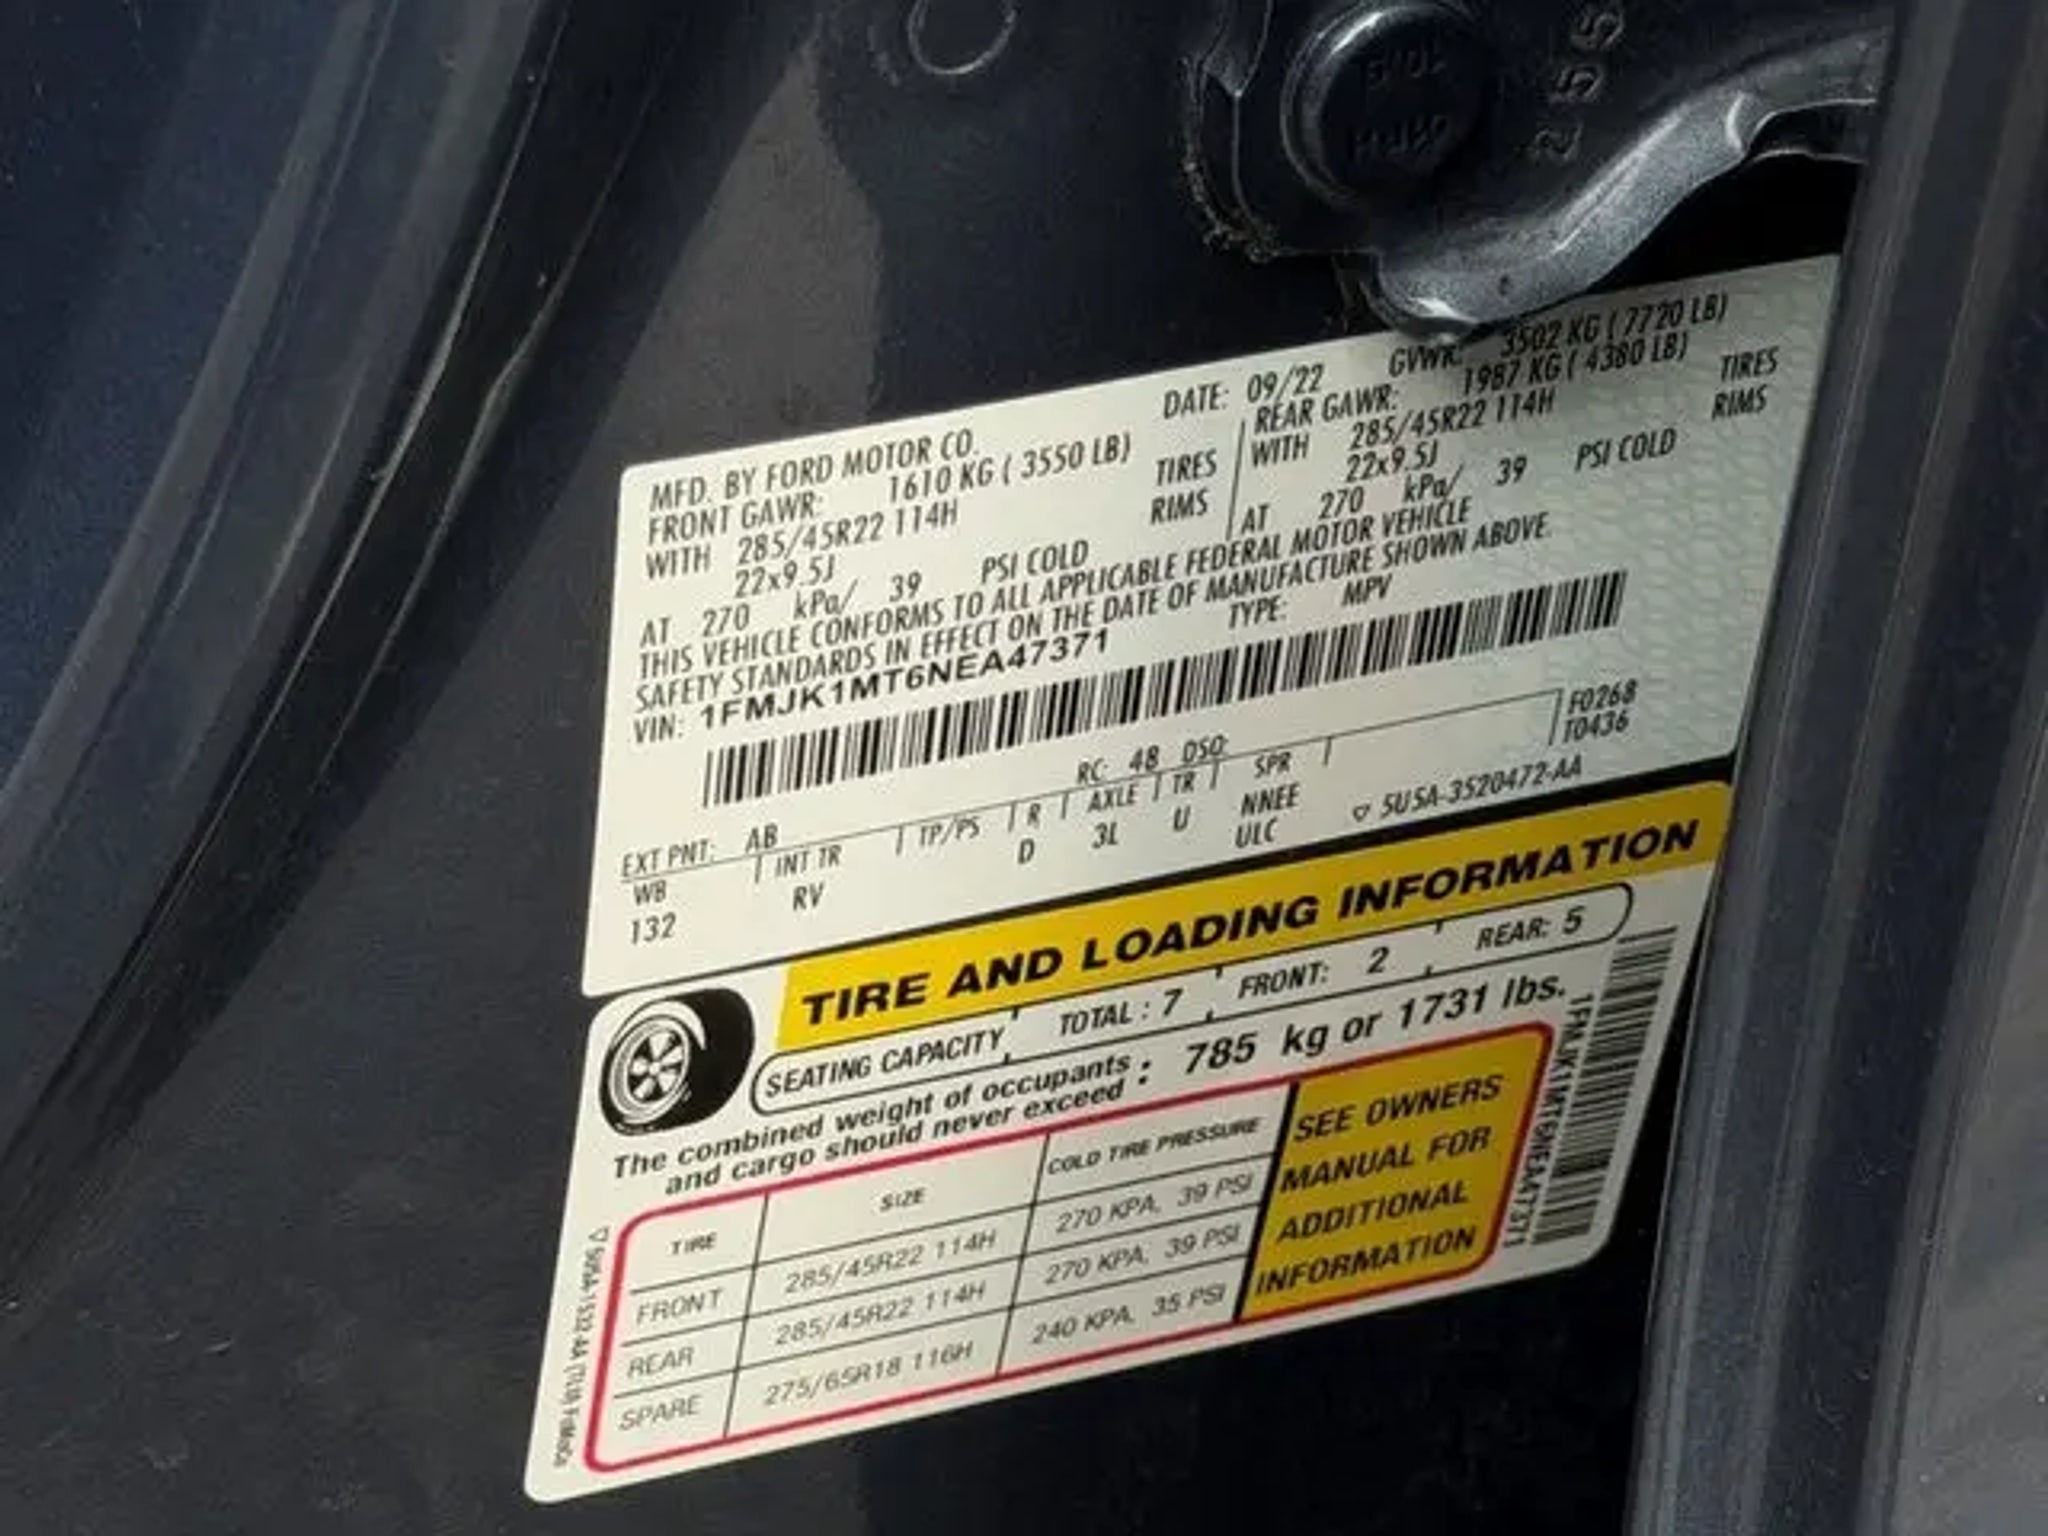 255
MFD. BY FORD MOTOR CO.
DATE: 09/22
GVWR: 3502 KG ( 7720 LB)
FRONT GAWR: 1610 KG ( 3550 LB)
REAR GAWR: 1987 KG ( 4380 LB)
WITH 285/45R22 114H TIRES
WITH 285/45R22 114H TIRES
22x9.5J RIMS
22x9.5J RIMS
AT 270 kPa/ 39 PSI COLD
AT 270 kPa/ 39 PSI COLD
THIS VEHICLE CONFORMS TO ALL APPLICABLE FEDERAL MOTOR VEHICLE
SAFETY STANDARDS IN EFFECT ON THE DATE OF MANUFACTURE SHOWN ABOVE.
VIN: 1FMJK1MT6NEA47371
TYPE: MPV
F0268
T0436
EXT PNT: AB RC: 48 DSO:
WB INT TR TP/PS R AXLE TR SPR
132 RV D 3L U NNEE
ULC
5U5A-3520472-AA
TIRE AND LOADING INFORMATION
SEATING CAPACITY TOTAL : 7 FRONT: 2 REAR: 5
The combined weight of occupants
and cargo should never exceed : 785 kg or 1731 lbs.
TIRE SIZE COLD TIRE PRESSURE
FRONT 285/45R22 114H 270 KPA, 39 PSI
REAR 285/45R22 114H 270 KPA, 39 PSI
SPARE 275/65R18 116H 240 KPA, 35 PSI
SEE OWNERS
MANUAL FOR
ADDITIONAL
INFORMATION
1FMJK1MT6NEA47371